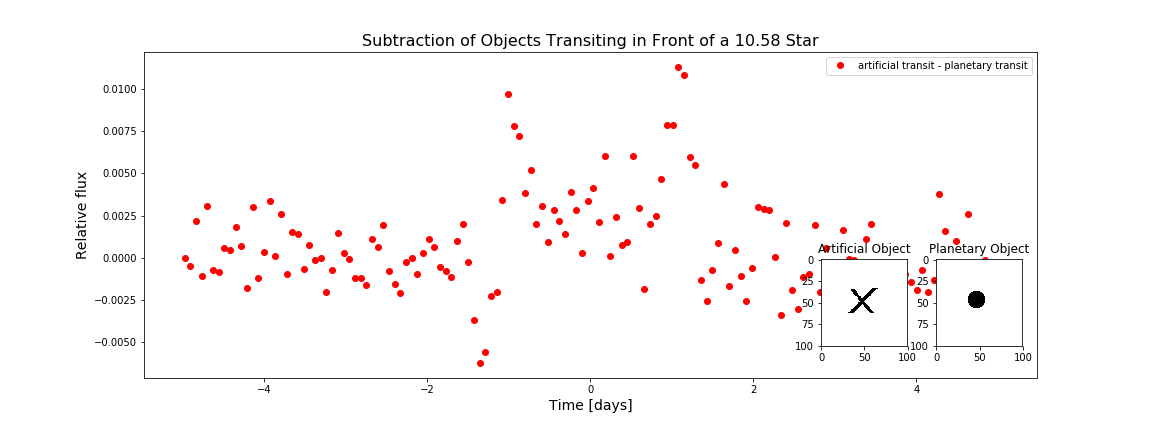 Subtraction of Objects Transiting in Front of a 10.58 Star
artificial transit - planetary transit
Relative flux
0.0100
0.0075
0.0050
0.0025
0.0000
−0.0025
−0.0050
Artificial Object
0
25
50
75
100
0 50 100
Planetary Object
0
25
50
75
100
0 50 100
−4 −2 0 2 4
Time [days]